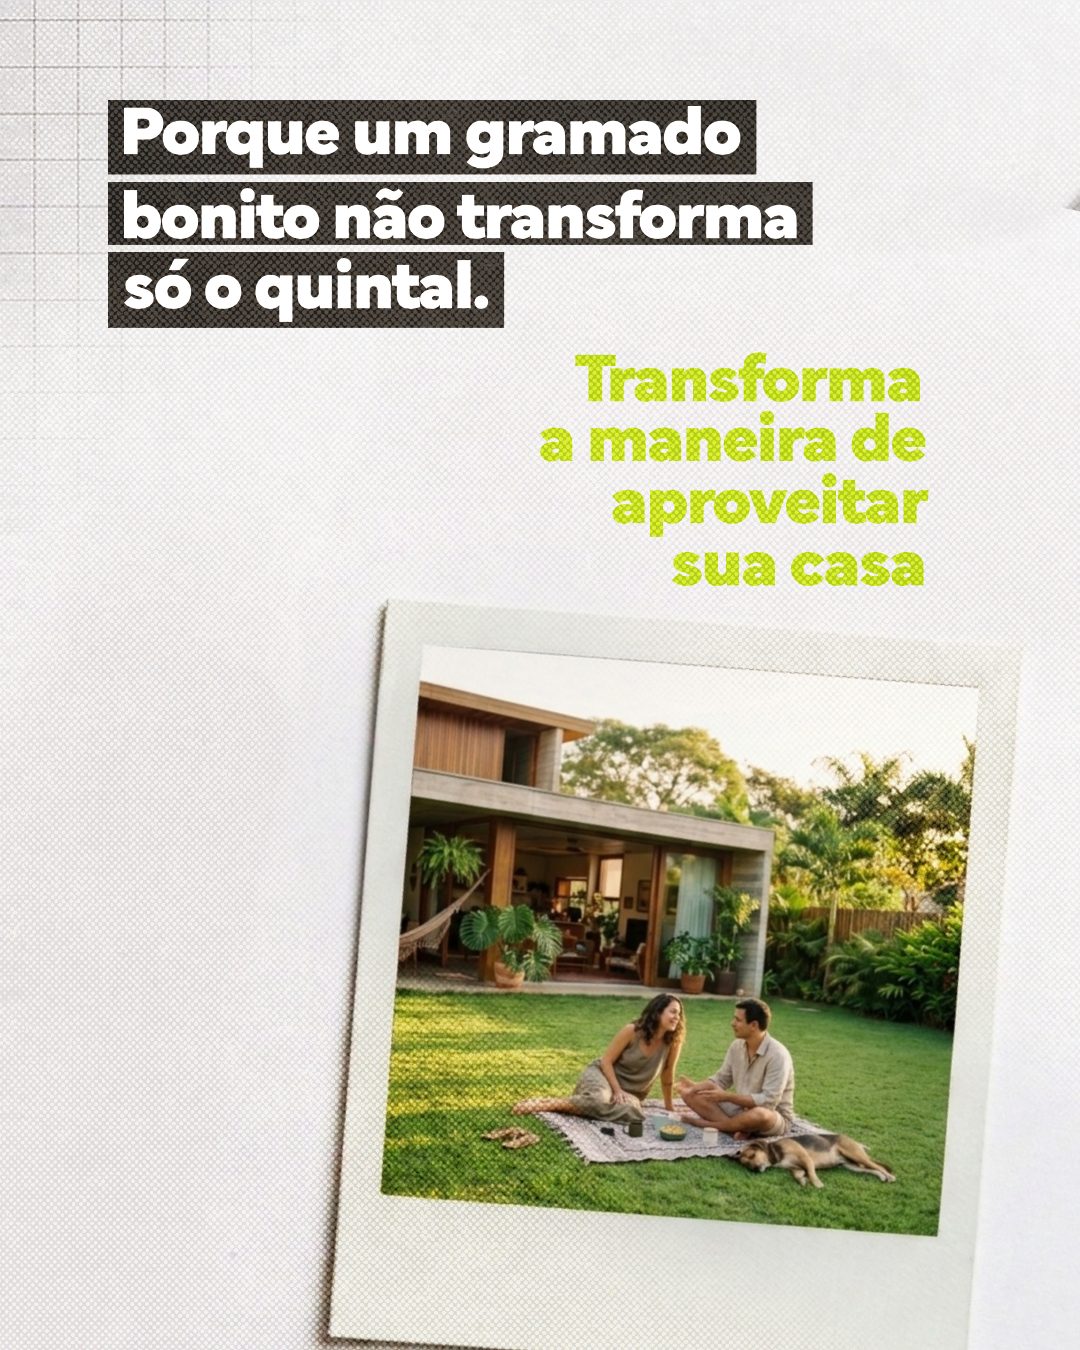 Porque um gramado
bonito não transforma
só o quintal.
Transforma
a maneira de
aproveitar
sua casa